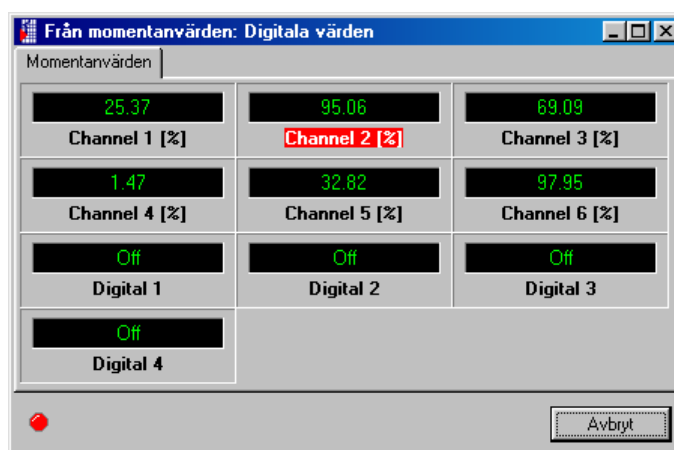 Från momentanvärden: Digitala värden
Momentanvärden
25.37 95.06 69.09
Channel 1 [%] Channel 2 [%] Channel 3 [%]
1.47 32.82 97.95
Channel 4 [%] Channel 5 [%] Channel 6 [%]
Off Off Off
Digital 1 Digital 2 Digital 3
Off
Digital 4
Avbryt